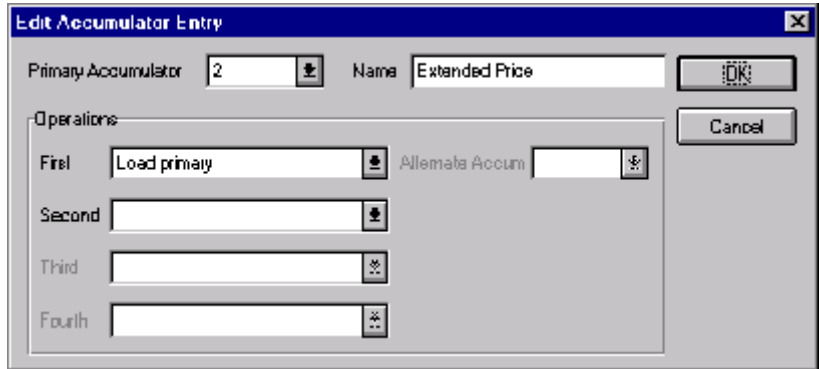 Edit Accumulator Entry
Primary Accumulator 2 Name Extended Price OK
Operations Cancel
First Load primary Alternate Accum
Second
Third
Fourth